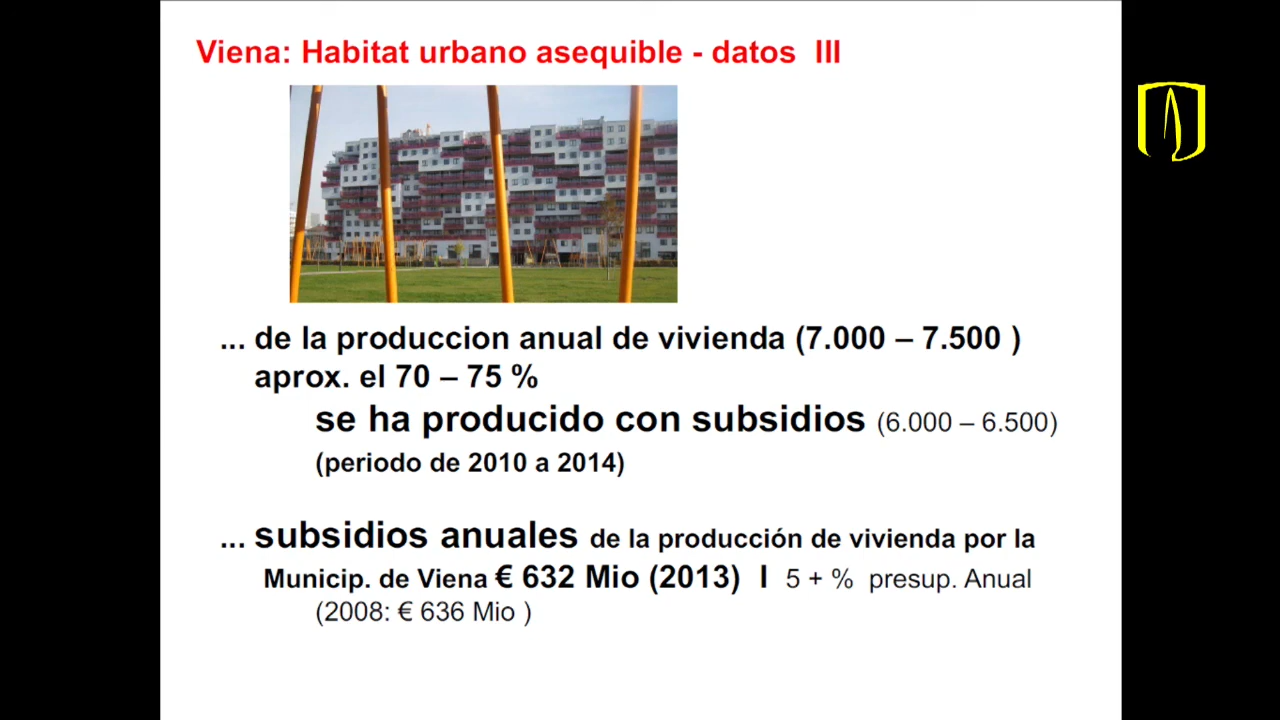 Viena: Habitat urbano asequible - datos III
... de la produccion anual de vivienda (7.000 – 7.500 )
aprox. el 70 – 75 %
se ha producido con subsidios (6.000 – 6.500)
(periodo de 2010 a 2014)
... subsidios anuales de la producción de vivienda por la
Municip. de Viena € 632 Mio (2013) I 5 + % presup. Anual
(2008: € 636 Mio )